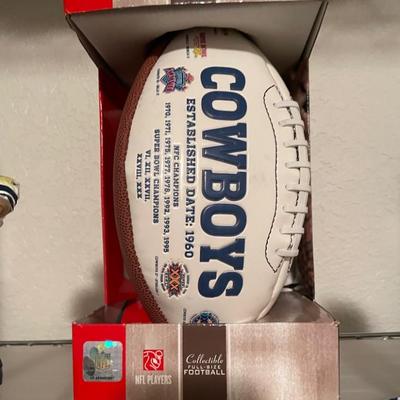 COWBOYS
ESTABLISHED DATE: 1960
NFC CHAMPIONS
1970, 1971, 1975, 1977, 1978, 1992, 1993, 1995
SUPER BOWL CHAMPIONS
VI, XII, XXVII,
XXVIII, XXX
XXX
NFL PLAYERS
Collectible
FULL-SIZE
FOOTBALL